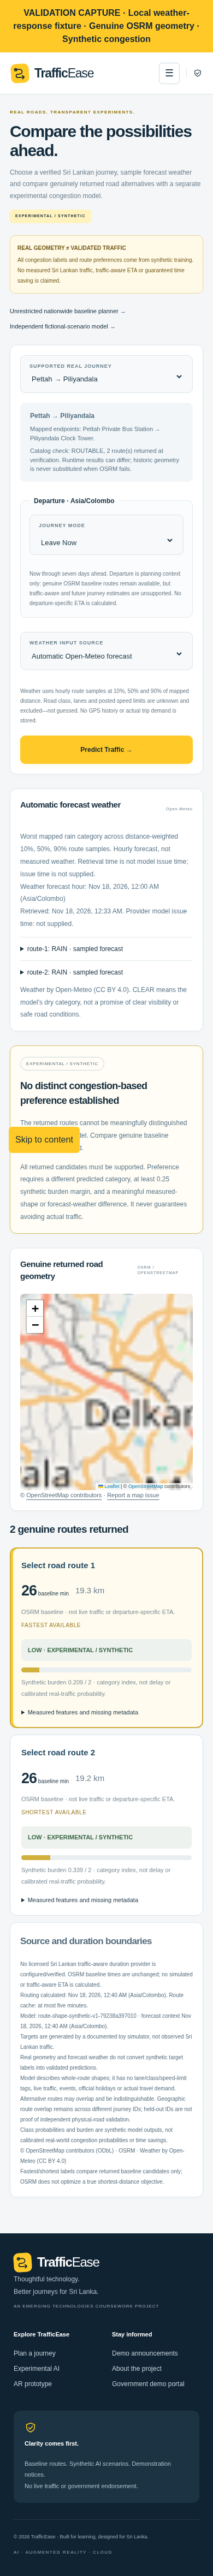 VALIDATION CAPTURE · Local weather-
response fixture · Genuine OSRM geometry ·
Synthetic congestion
TrafficEase
REAL ROADS. TRANSPARENT EXPERIMENTS.
Compare the possibilities
ahead.
Choose a verified Sri Lankan journey, sample forecast weather
and compare genuinely returned road alternatives with a separate
experimental congestion model.
EXPERIMENTAL / SYNTHETIC
REAL GEOMETRY ≠ VALIDATED TRAFFIC
All congestion labels and route preferences come from synthetic training.
No measured Sri Lankan traffic, traffic-aware ETA or guaranteed time
saving is claimed.
Unrestricted nationwide baseline planner →
Independent fictional-scenario model →
SUPPORTED REAL JOURNEY
Pettah → Piliyandala
Pettah → Piliyandala
Mapped endpoints: Pettah Private Bus Station →
Piliyandala Clock Tower.
Catalog check: ROUTABLE, 2 route(s) returned at
verification. Runtime results can differ; historic geometry
is never substituted when OSRM fails.
Departure · Asia/Colombo
JOURNEY MODE
Leave Now
Now through seven days ahead. Departure is planning context
only: genuine OSRM baseline routes remain available, but
traffic-aware and future journey estimates are unsupported. No
departure-specific ETA is calculated.
WEATHER INPUT SOURCE
Automatic Open-Meteo forecast
Weather uses hourly route samples at 10%, 50% and 90% of mapped
distance. Road class, lanes and posted speed limits are unknown and
excluded—not guessed. No GPS history or actual trip demand is
stored.
Predict Traffic →
Automatic forecast weather
Open-Meteo
Worst mapped rain category across distance-weighted
10%, 50%, 90% route samples. Hourly forecast, not
measured weather. Retrieval time is not model issue time;
issue time is not supplied.
Weather forecast hour: Nov 18, 2026, 12:00 AM
(Asia/Colombo)
Retrieved: Nov 18, 2026, 12:33 AM. Provider model issue
time: not supplied.
route-1: RAIN · sampled forecast
route-2: RAIN · sampled forecast
Weather by Open-Meteo (CC BY 4.0). CLEAR means the
model's dry category, not a promise of clear visibility or
safe road conditions.
EXPERIMENTAL / SYNTHETIC
No distinct congestion-based
preference established
The returned routes cannot be meaningfully distinguished
Compare genuine baseline
Skip to content
All returned candidates must be supported. Preference
requires a different predicted category, at least 0.25
synthetic burden margin, and a meaningful measured-
shape or forecast-weather difference. It never guarantees
avoiding actual traffic.
Genuine returned road
geometry
OSRM /
OPENSTREETMAP
+
−
Leaflet | © OpenStreetMap contributors,
© OpenStreetMap contributors · Report a map issue
2 genuine routes returned
Select road route 1
26 baseline min 19.3 km
OSRM baseline · not live traffic or departure-specific ETA.
FASTEST AVAILABLE
LOW · EXPERIMENTAL / SYNTHETIC
Synthetic burden 0.209 / 2 · category index, not delay or
calibrated real-traffic probability.
Measured features and missing metadata
Select road route 2
26 baseline min 19.2 km
OSRM baseline · not live traffic or departure-specific ETA.
SHORTEST AVAILABLE
LOW · EXPERIMENTAL / SYNTHETIC
Synthetic burden 0.339 / 2 · category index, not delay or
calibrated real-traffic probability.
Measured features and missing metadata
Source and duration boundaries
No licensed Sri Lankan traffic-aware duration provider is
configured/verified. OSRM baseline times are unchanged; no simulated
or traffic-aware ETA is calculated.
Routing calculated: Nov 18, 2026, 12:40 AM (Asia/Colombo). Route
cache: at most five minutes.
Model: route-shape-synthetic-v1-79238a397010 · forecast context Nov
18, 2026, 12:40 AM (Asia/Colombo).
Targets are generated by a documented toy simulator, not observed Sri
Lankan traffic.
Real geometry and forecast weather do not convert synthetic target
labels into validated predictions.
Model describes whole-route shapes; it has no lane/class/speed-limit
tags, live traffic, events, official holidays or actual travel demand.
Alternative routes may overlap and be indistinguishable. Geographic
route overlap remains across different journey IDs; held-out IDs are not
proof of independent physical-road validation.
Class probabilities and burden are synthetic model outputs, not
calibrated real-world congestion probabilities or time savings.
© OpenStreetMap contributors (ODbL) · OSRM · Weather by Open-
Meteo (CC BY 4.0)
Fastest/shortest labels compare returned baseline candidates only;
OSRM does not optimize a true shortest-distance objective.
TrafficEase
Thoughtful technology.
Better journeys for Sri Lanka.
AN EMERGING TECHNOLOGIES COURSEWORK PROJECT
Explore TrafficEase
Plan a journey
Experimental AI
AR prototype
Stay informed
Demo announcements
About the project
Government demo portal
Clarity comes first.
Baseline routes. Synthetic AI scenarios. Demonstration
notices.
No live traffic or government endorsement.
© 2026 TrafficEase · Built for learning, designed for Sri Lanka.
AI · AUGMENTED REALITY · CLOUD